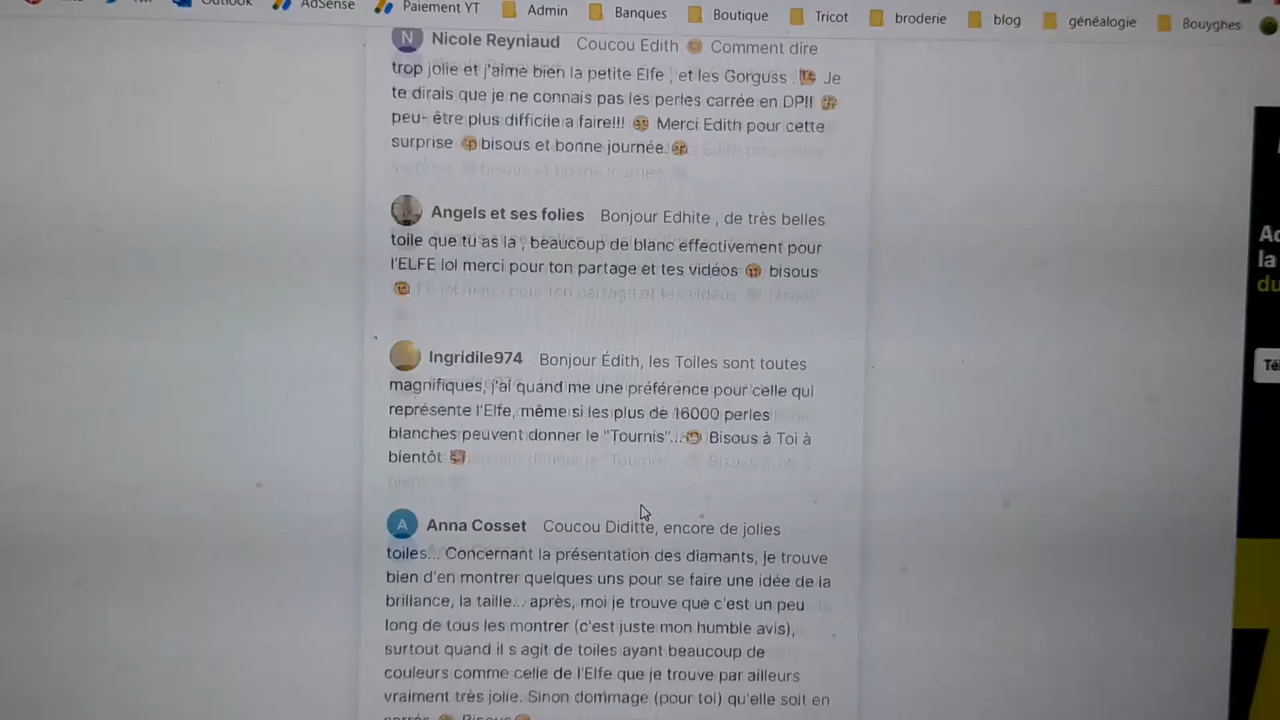 Outlook
AdSense
Paiement YT
Admin
Banques
Boutique
Tricot
broderie
blog
généalogie
Bouyghes
N
Nicole Reyniaud Coucou Edith Comment dire
trop jolie et j'aime bien la petite Elfe , et les Gorguss . Je
te dirais que je ne connais pas les perles carrée en DP!!
peu- être plus difficile a faire!!! Merci Edith pour cette
surprise bisous et bonne journée.
Angels et ses folies Bonjour Edhite , de très belles
toile que tu as la , beaucoup de blanc effectivement pour
l'ELFE lol merci pour ton partage et tes vidéos bisous
Ingridile974 Bonjour Édith, les Toiles sont toutes
magnifiques, j'ai quand me une préférence pour celle qui
représente l'Elfe, même si les plus de 16000 perles
blanches peuvent donner le "Tournis"... Bisous à Toi à
bientôt
A
Anna Cosset Coucou Diditte, encore de jolies
toiles... Concernant la présentation des diamants, je trouve
bien d'en montrer quelques uns pour se faire une idée de la
brillance, la taille... après, moi je trouve que c'est un peu
long de tous les montrer (c'est juste mon humble avis),
surtout quand il s agit de toiles ayant beaucoup de
couleurs comme celle de l'Elfe que je trouve par ailleurs
vraiment très jolie. Sinon dommage (pour toi) qu'elle soit en
la
du